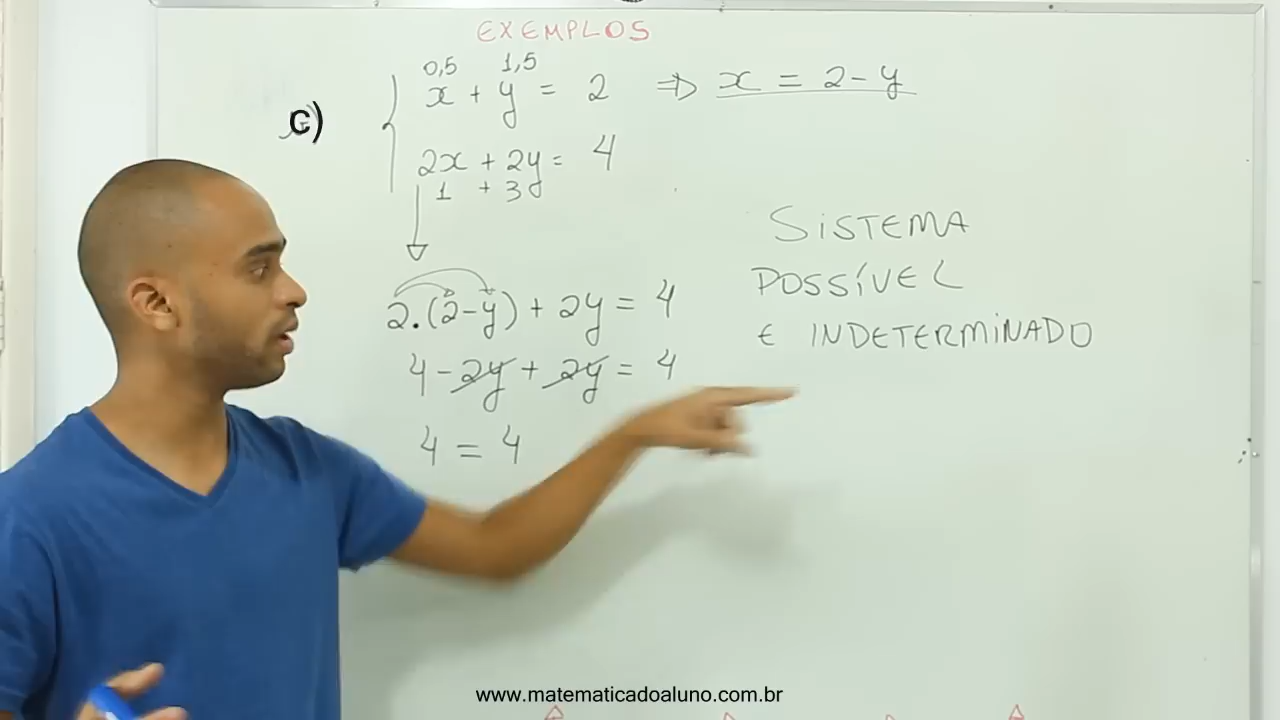 EXEMPLOS
0,5 1,5
c)
x + y = 2 ⇒ x = 2 - y
2x + 2y = 4
1 + 3
SISTEMA
POSSÍVEL
E INDETERMINADO
2.(2-y) + 2y = 4
4 - 2y + 2y = 4
4 = 4
www.matematicadoaluno.com.br